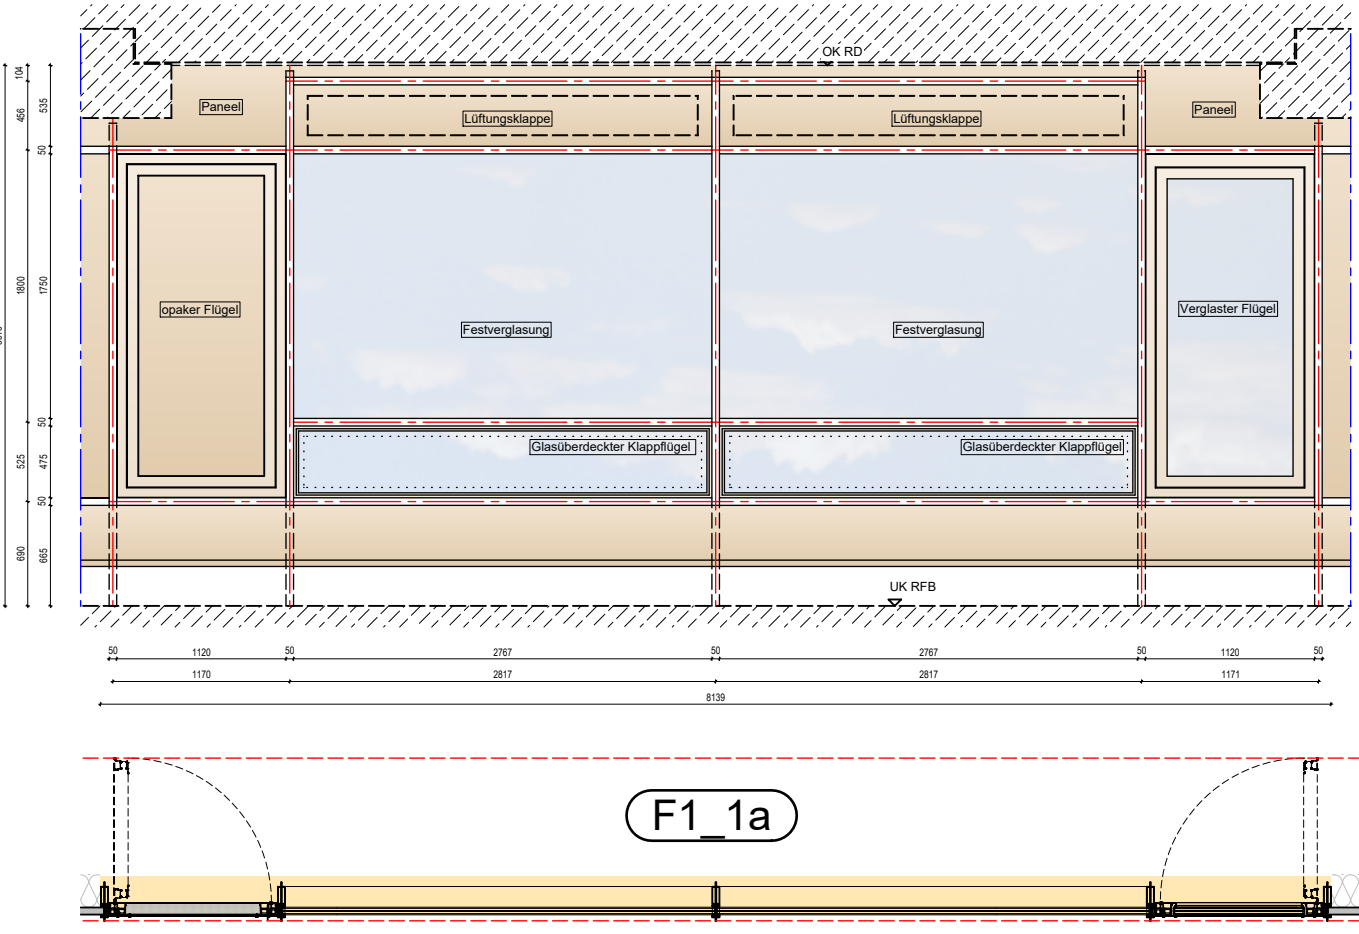 OK RD
Paneel
Lüftungsklappe
Lüftungsklappe
Paneel
104
456
535
50
opaker Flügel
Festverglasung
Festverglasung
Verglaster Flügel
1800
1750
50
Glasüberdeckter Klappflügel
Glasüberdeckter Klappflügel
525
475
50
690
665
UK RFB
50 1120 50 2767 50 2767 50 1120 50
1170 2817 2817 1171
8139
F1_1a